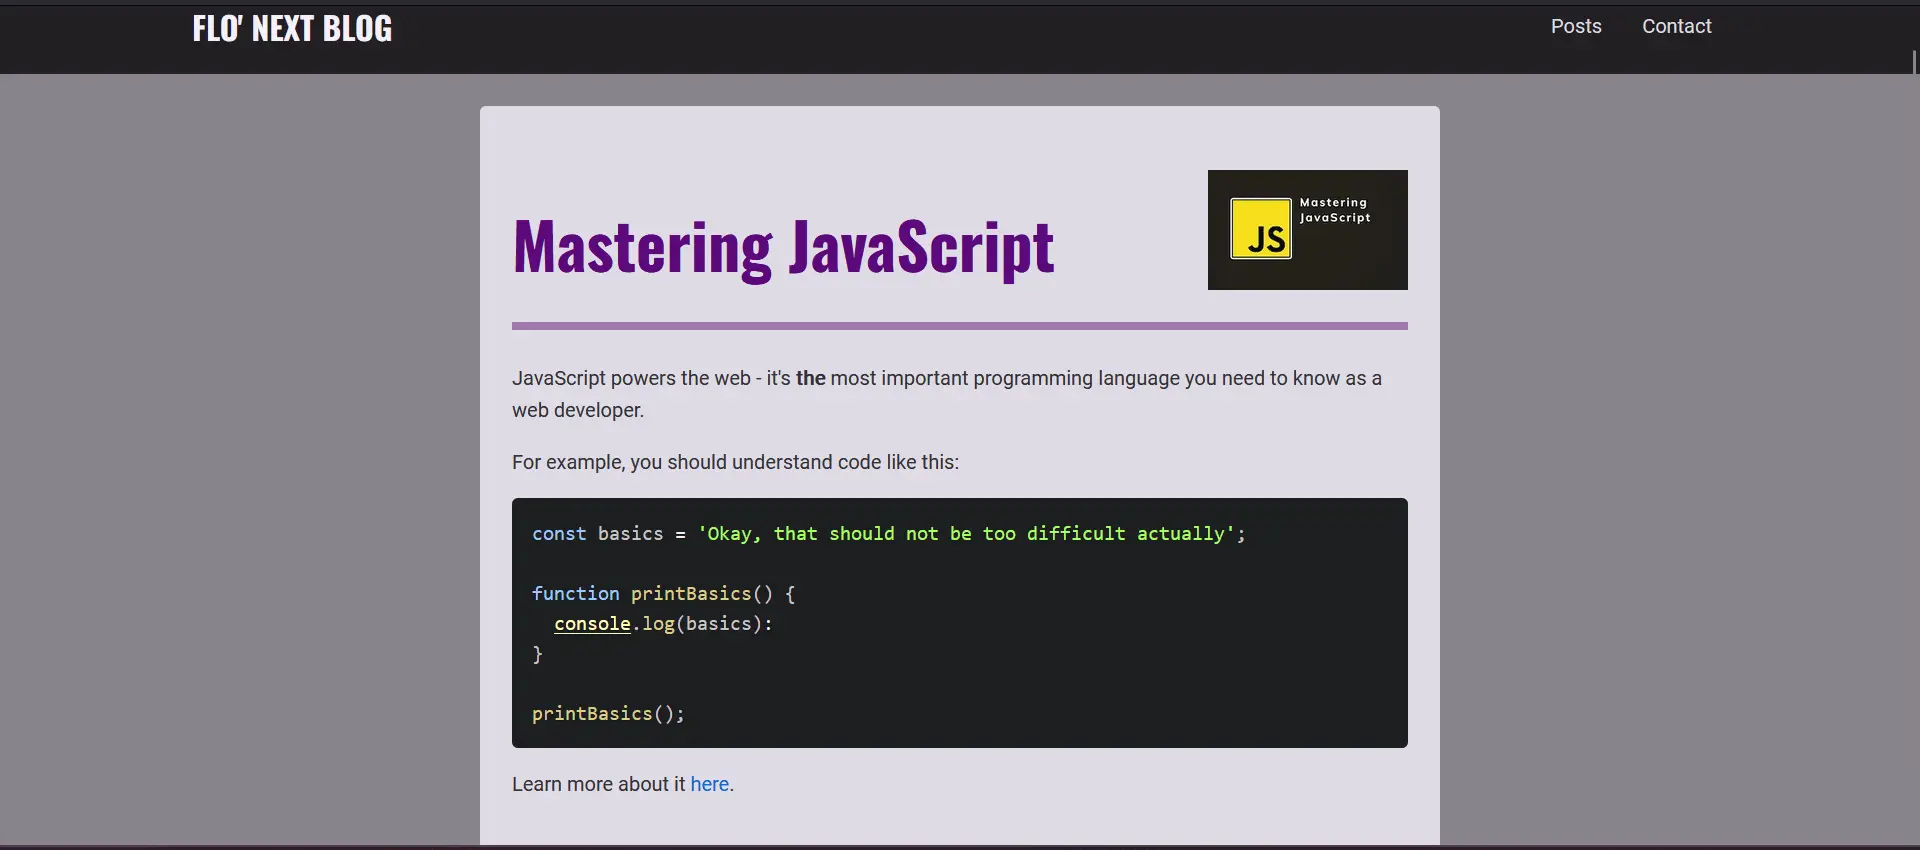 FLO' NEXT BLOG
Posts Contact
Mastering JavaScript
JS
Mastering
JavaScript
JavaScript powers the web - it's the most important programming language you need to know as a
web developer.
For example, you should understand code like this:
const basics = 'Okay, that should not be too difficult actually';
function printBasics() {
console.log(basics):
}
printBasics();
Learn more about it here.